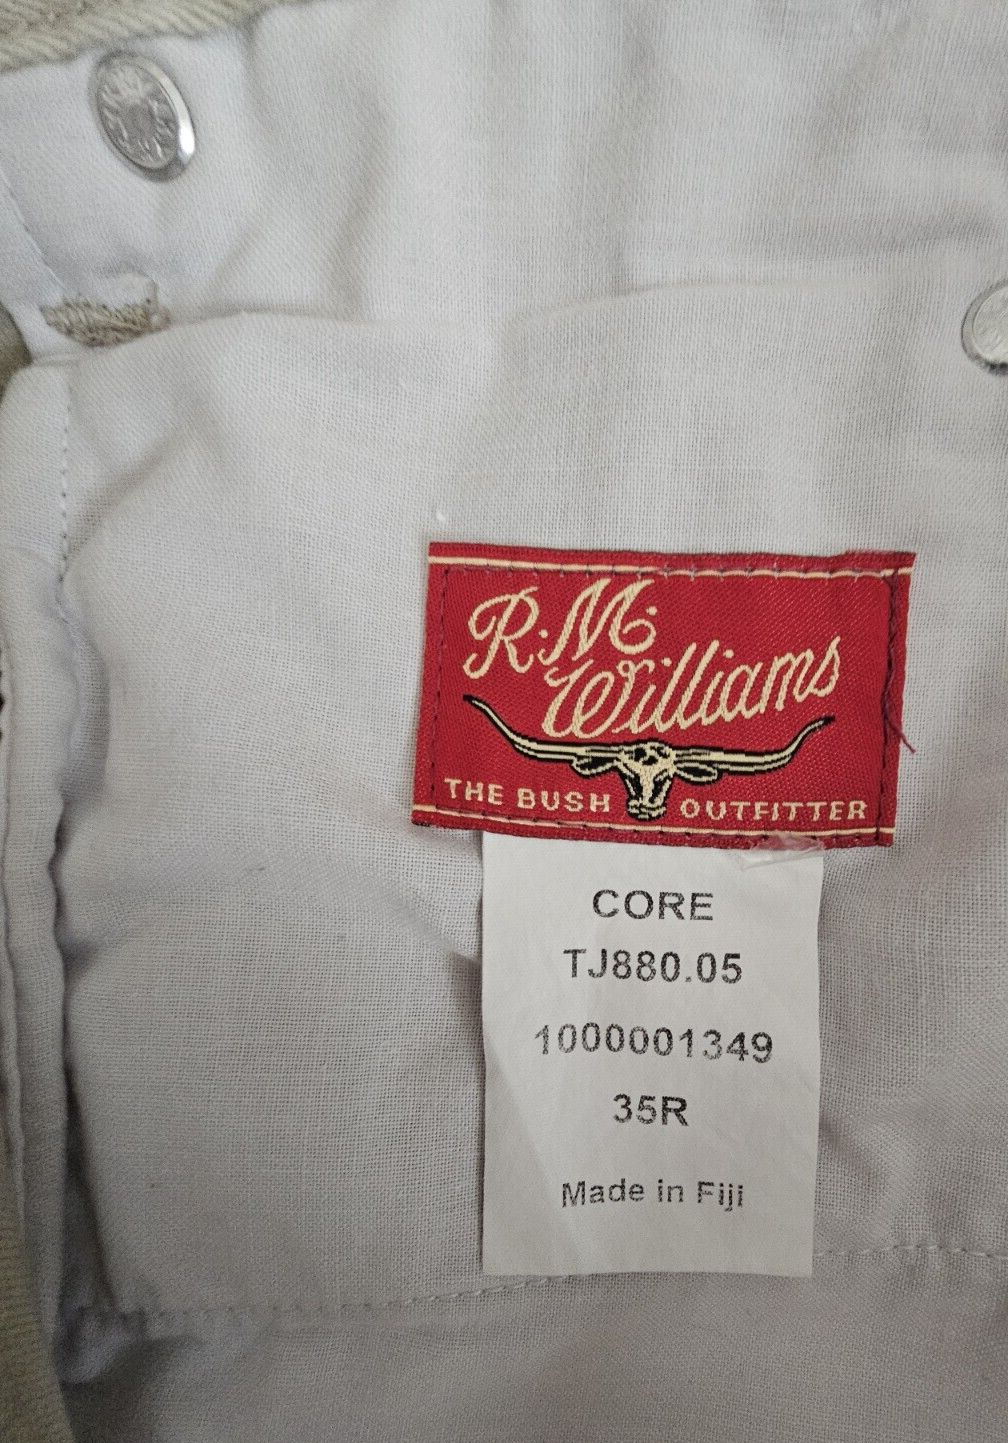 R.M.
Williams
THE BUSH OUTFITTER
CORE
TJ880.05
1000001349
35R
Made in Fiji